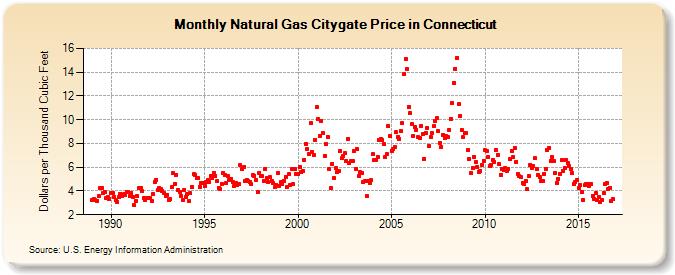 Monthly Natural Gas Citygate Price in Connecticut
Dollars per Thousand Cubic Feet
16
14
12
10
8
6
4
2
1990 1995 2000 2005 2010 2015
Source: U.S. Energy Information Administration